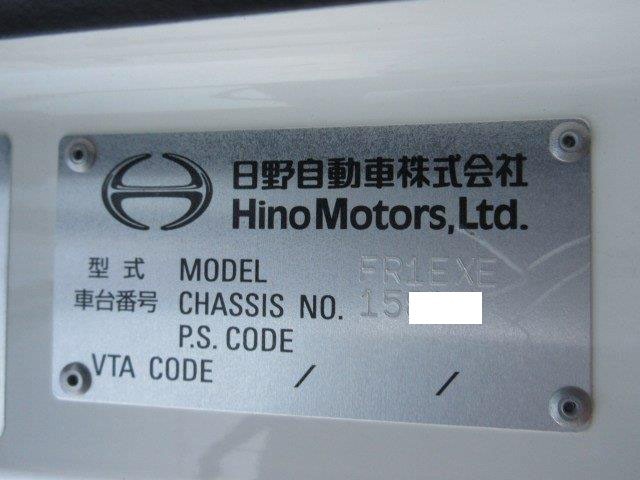 日野自動車株式会社
Hino Motors, Ltd.
型式 MODEL FR1EXE
車台番号 CHASSIS NO. 15
P.S. CODE
VTA CODE / /